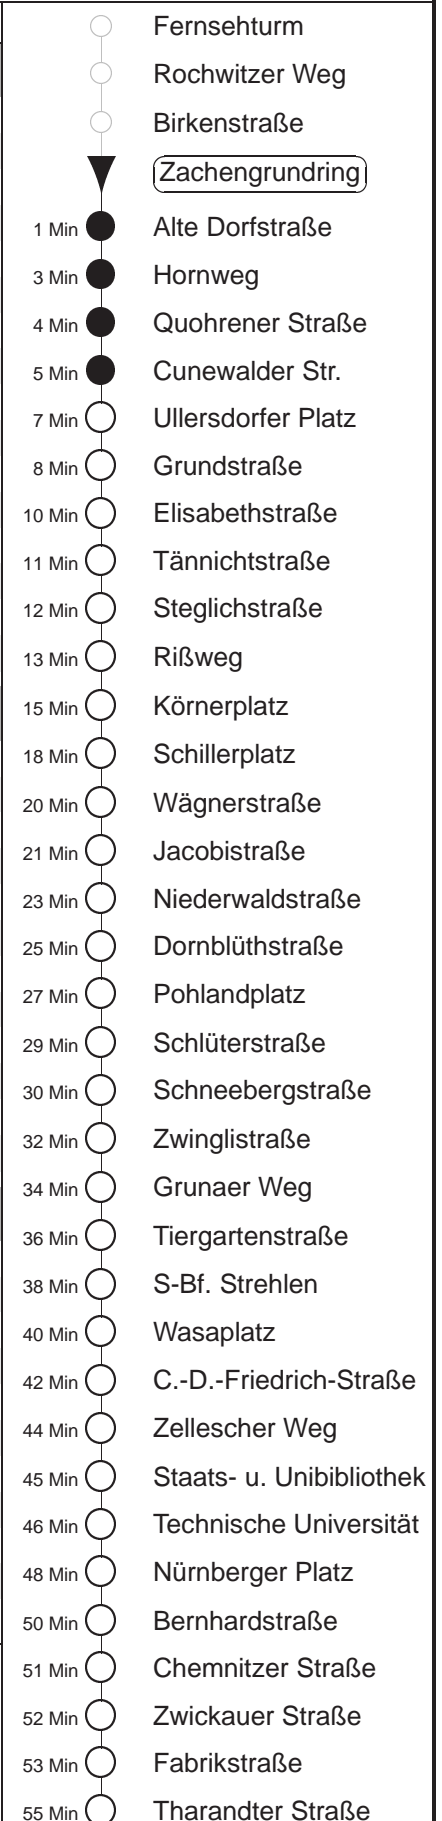 Fernsehturm
Rochwitzer Weg
Birkenstraße
Zachengrundring
1 Min Alte Dorfstraße
3 Min Hornweg
4 Min Quohrener Straße
5 Min Cunewalder Str.
7 Min Ullersdorfer Platz
8 Min Grundstraße
10 Min Elisabethstraße
11 Min Tännichtstraße
12 Min Steglichstraße
13 Min Rißweg
15 Min Körnerplatz
18 Min Schillerplatz
20 Min Wägnerstraße
21 Min Jacobistraße
23 Min Niederwaldstraße
25 Min Dornblüthstraße
27 Min Pohlandplatz
29 Min Schlüterstraße
30 Min Schneebergstraße
32 Min Zwinglistraße
34 Min Grunaer Weg
36 Min Tiergartenstraße
38 Min S-Bf. Strehlen
40 Min Wasaplatz
42 Min C.-D.-Friedrich-Straße
44 Min Zellescher Weg
45 Min Staats- u. Unibibliothek
46 Min Technische Universität
48 Min Nürnberger Platz
50 Min Bernhardstraße
51 Min Chemnitzer Straße
52 Min Zwickauer Straße
53 Min Fabrikstraße
55 Min Tharandter Straße